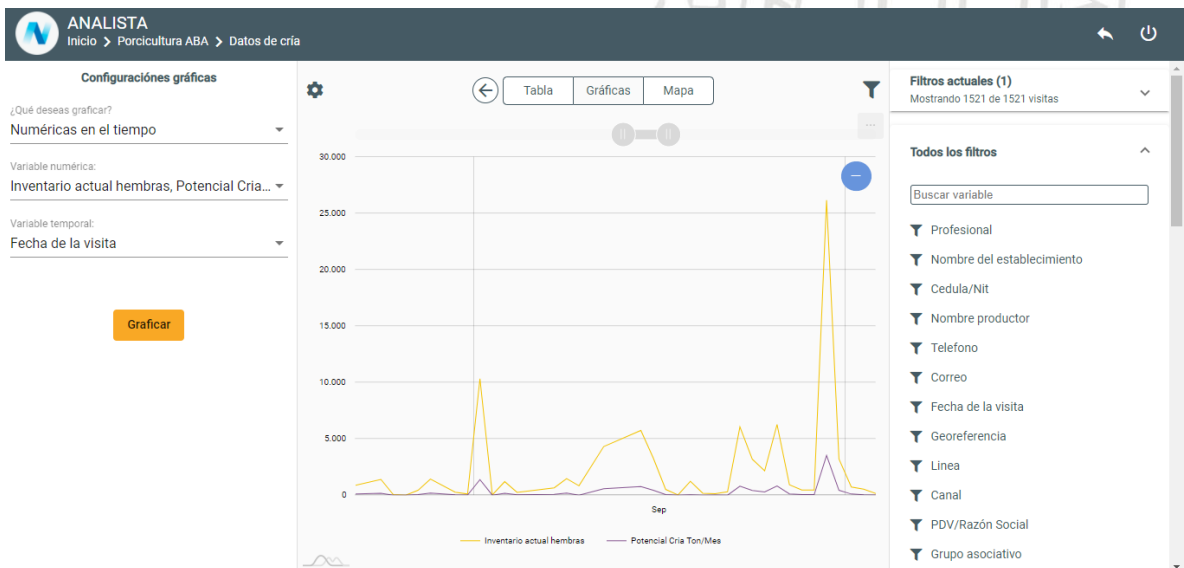 ANALISTA
Inicio > Porcicultura ABA > Datos de cría
Configuraciónes gráficas
¿Qué deseas graficar?
Numéricas en el tiempo
Variable numérica:
Inventario actual hembras, Potencial Cria...
Variable temporal:
Fecha de la visita
Graficar
Tabla
Gráficas
Mapa
...
30.000
25.000
20.000
15.000
10.000
5.000
0
Sep
Inventario actual hembras
Potencial Cria Ton/Mes
Filtros actuales (1)
Mostrando 1521 de 1521 visitas
Todos los filtros
Buscar variable
Profesional
Nombre del establecimiento
Cedula/Nit
Nombre productor
Telefono
Correo
Fecha de la visita
Georeferencia
Linea
Canal
PDV/Razón Social
Grupo asociativo